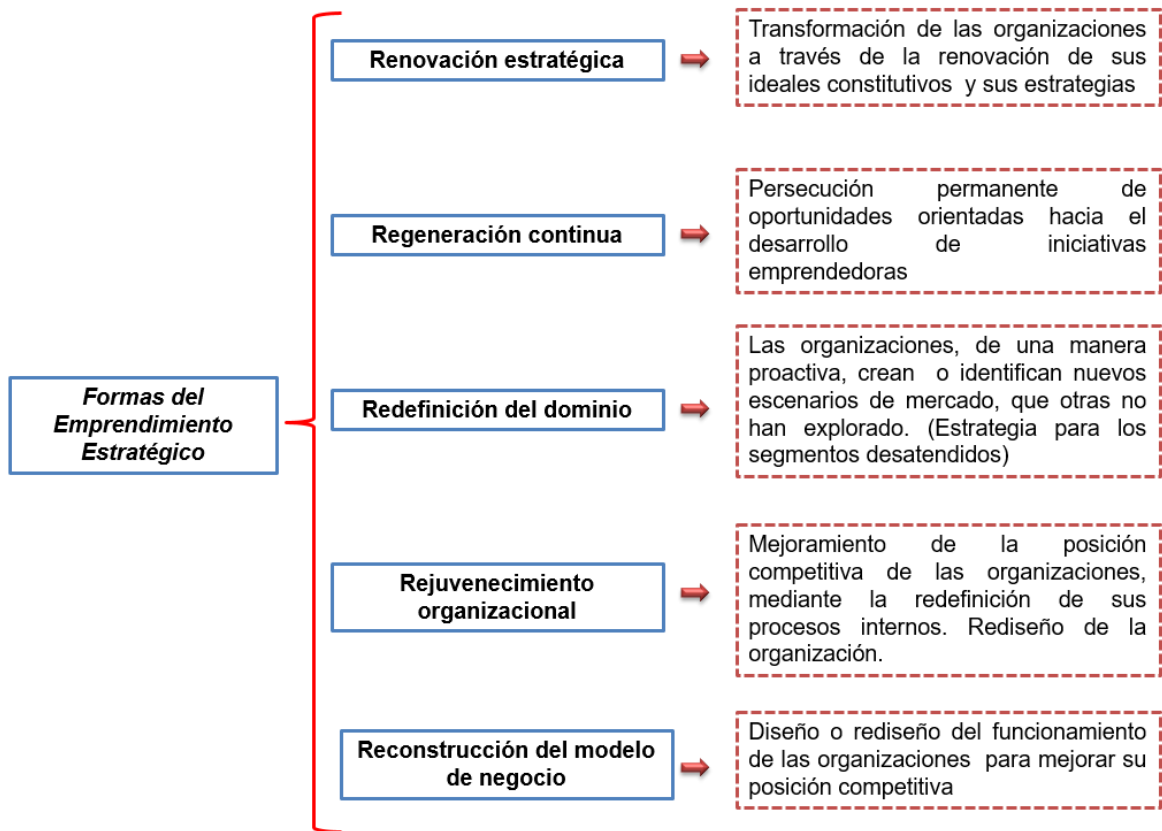 Formas del
Emprendimiento
Estratégico
Renovación estratégica
Transformación de las organizaciones
a través de la renovación de sus
ideales constitutivos y sus estrategias
Regeneración continua
Persecución permanente de
oportunidades orientadas hacia el
desarrollo de iniciativas
emprendedoras
Redefinición del dominio
Las organizaciones, de una manera
proactiva, crean o identifican nuevos
escenarios de mercado, que otras no
han explorado. (Estrategia para los
segmentos desatendidos)
Rejuvenecimiento
organizacional
Mejoramiento de la posición
competitiva de las organizaciones,
mediante la redefinición de sus
procesos internos. Rediseño de la
organización.
Reconstrucción del modelo
de negocio
Diseño o rediseño del funcionamiento
de las organizaciones para mejorar su
posición competitiva